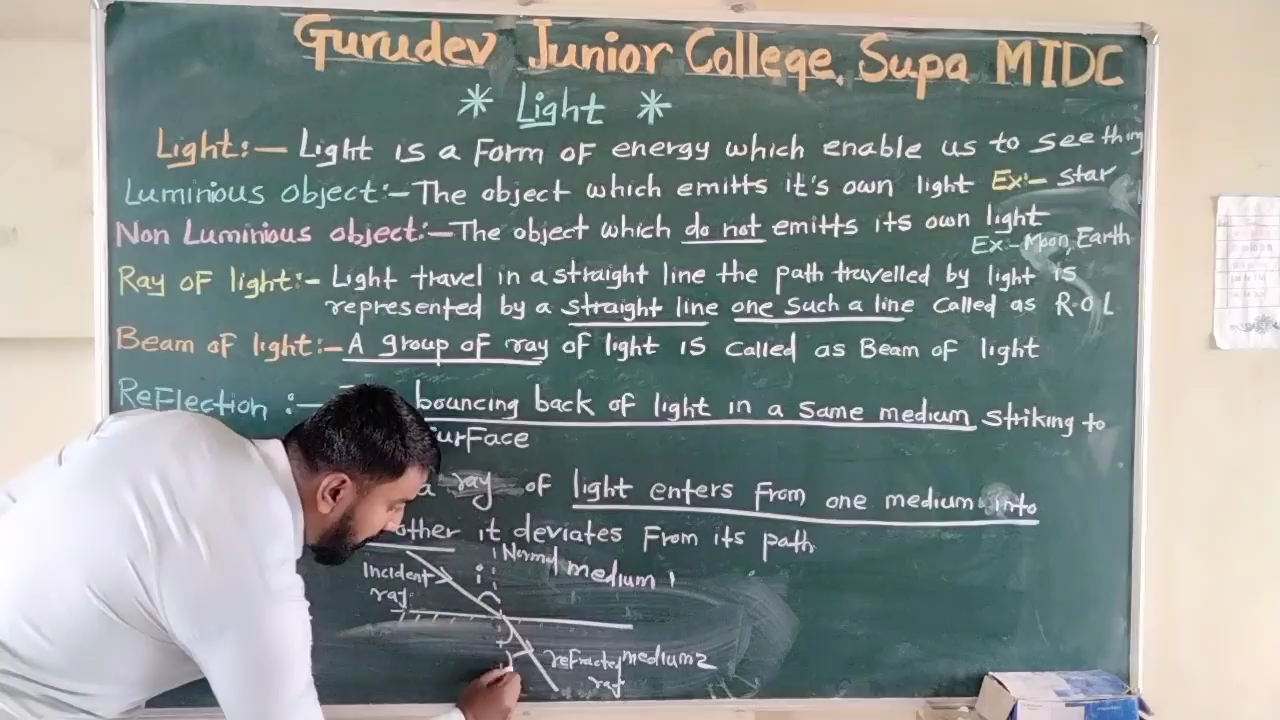 Gurudev Junior College, Supa MIDC
* Light *
Light:- Light is a form of energy which enable us to see thing
Luminious object:- The object which emitts it's own light Ex:- star
Non Luminious object:- The object which do not emitts its own light
Ex:- Moon, Earth
Ray of light:- Light travel in a straight line the path travelled by light is
represented by a straight line one such a line called as R.O.L
Beam of light:- A group of ray of light is called as Beam of light
Reflection:- bouncing back of light in a same medium striking to
surface
a ray of light enters from one medium into
other it deviates from its path
Normal
Incident
ray
i
medium 1
refracted
ray
medium 2